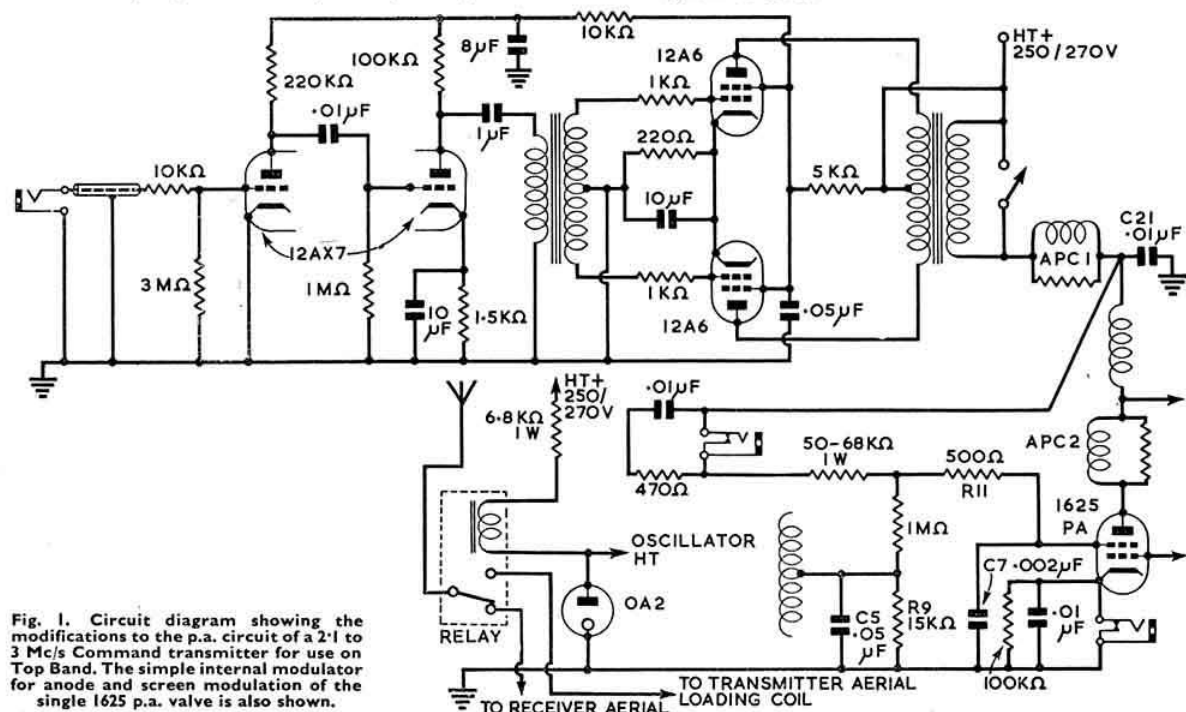 10KΩ
HT+
250/270V
8µF
12A6
100KΩ
220KΩ
1KΩ
.01µF
1µF
220Ω
10KΩ
5KΩ
10µF
C21
.01µF
APC1
12AX7
3MΩ
1MΩ
10
µF
1.5KΩ
1KΩ
12A6
.05µF
HT+
250/
270V
.01µF
6.8KΩ
1W
50-68KΩ
1W
500Ω
R11
APC2
470Ω
1625
PA
1MΩ
OSCILLATOR
HT
C7 .002µF
OA2
RELAY
C5
.05
µF
R9
15KΩ
.01
µF
100KΩ
Fig. 1. Circuit diagram showing the
modifications to the p.a. circuit of a 2·1 to
3 Mc/s Command transmitter for use on
Top Band. The simple internal modulator
for anode and screen modulation of the
single 1625 p.a. valve is also shown.
TO TRANSMITTER AERIAL
LOADING COIL
TO RECEIVER AERIAL